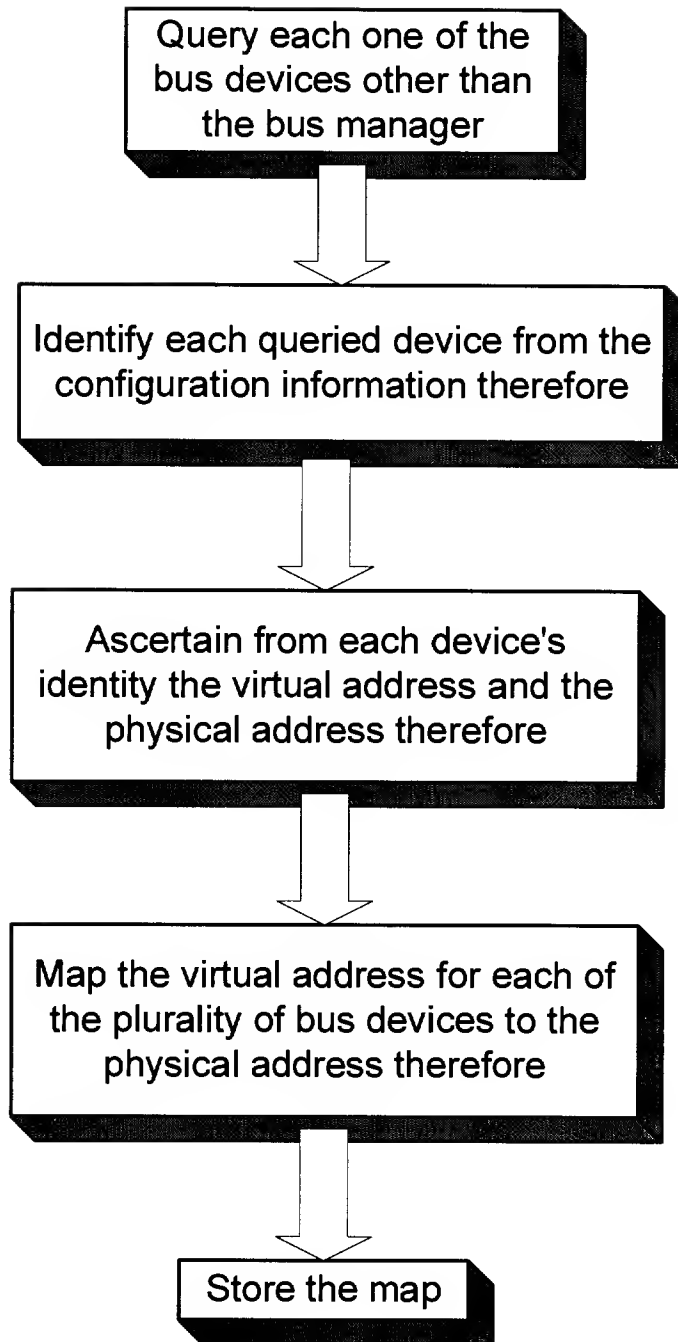 Query each one of the
bus devices other than
the bus manager
Identify each queried device from the
configuration information therefore
Ascertain from each device's
identity the virtual address and the
physical address therefore
Map the virtual address for each of
the plurality of bus devices to the
physical address therefore
Store the map